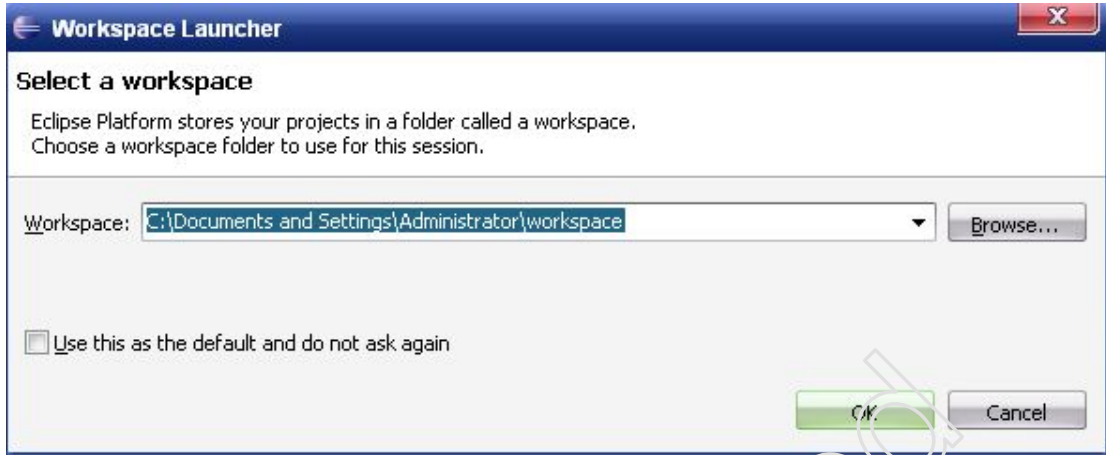 Workspace Launcher
Select a workspace
Eclipse Platform stores your projects in a folder called a workspace.
Choose a workspace folder to use for this session.
Workspace: C:\Documents and Settings\Administrator\workspace Browse...
Use this as the default and do not ask again
OK Cancel